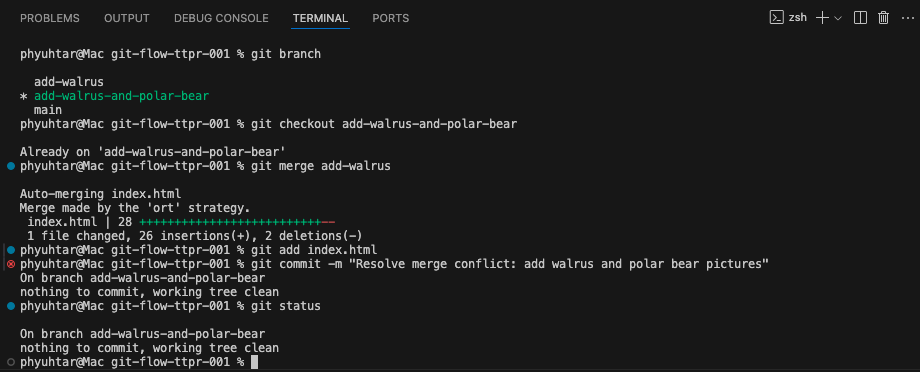 PROBLEMS OUTPUT DEBUG CONSOLE TERMINAL PORTS zsh
phyuhtar@Mac git-flow-ttpr-001 % git branch
add-walrus
* add-walrus-and-polar-bear
main
phyuhtar@Mac git-flow-ttpr-001 % git checkout add-walrus-and-polar-bear
Already on 'add-walrus-and-polar-bear'
phyuhtar@Mac git-flow-ttpr-001 % git merge add-walrus
Auto-merging index.html
Merge made by the 'ort' strategy.
index.html | 28 ++++++++++++++++++++++++++--
1 file changed, 26 insertions(+), 2 deletions(-)
phyuhtar@Mac git-flow-ttpr-001 % git add index.html
phyuhtar@Mac git-flow-ttpr-001 % git commit -m "Resolve merge conflict: add walrus and polar bear pictures"
On branch add-walrus-and-polar-bear
nothing to commit, working tree clean
phyuhtar@Mac git-flow-ttpr-001 % git status
On branch add-walrus-and-polar-bear
nothing to commit, working tree clean
phyuhtar@Mac git-flow-ttpr-001 %